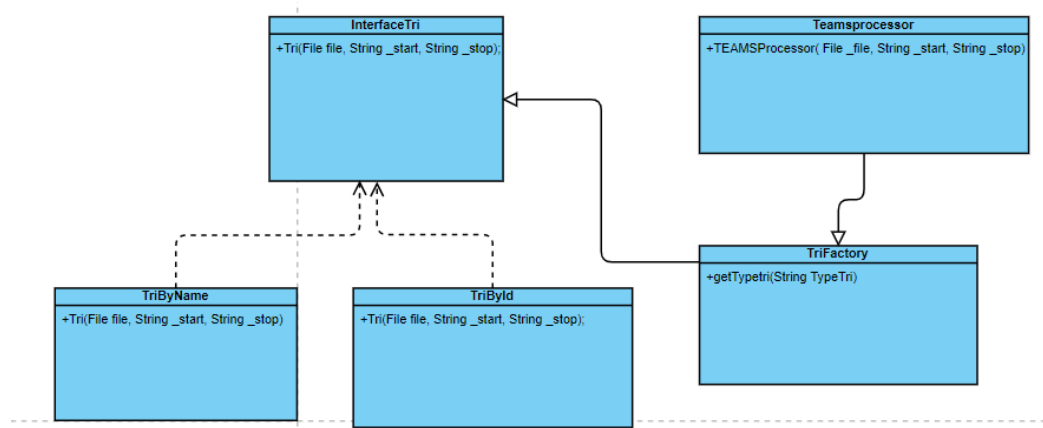 InterfaceTri
+Tri(File file, String _start, String _stop);
Teamsprocessor
+TEAMSProcessor( File _file, String _start, String _stop)
TriFactory
+getTypetri(String TypeTri)
TriByName
+Tri(File file, String _start, String _stop)
TriById
+Tri(File file, String _start, String _stop);